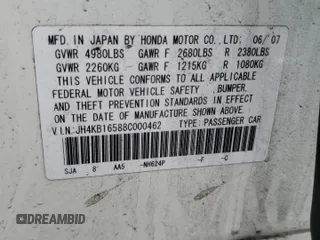 MFD. IN JAPAN BY HONDA MOTOR CO., LTD: 06/07
GVWR 4980LBS GAWR F 2680LBS R 2380LBS
GVWR 2260KG GAWR F 1215KG R 1080KG
THIS VEHICLE CONFORMS TO ALL APPLICABLE
FEDERAL MOTOR VEHICLE SAFETY, BUMPER,
AND THEFT PREVENTION STANDARDS IN EFFECT
ON THE DATE OF MANUFACTURE SHOWN ABOVE.
V.I.N: JH4KB16588C000462 TYPE: PASSENGER CAR
SJA 8 AA5 -NH624P -F -C
AUTOBIDMASTER
DREAMBID